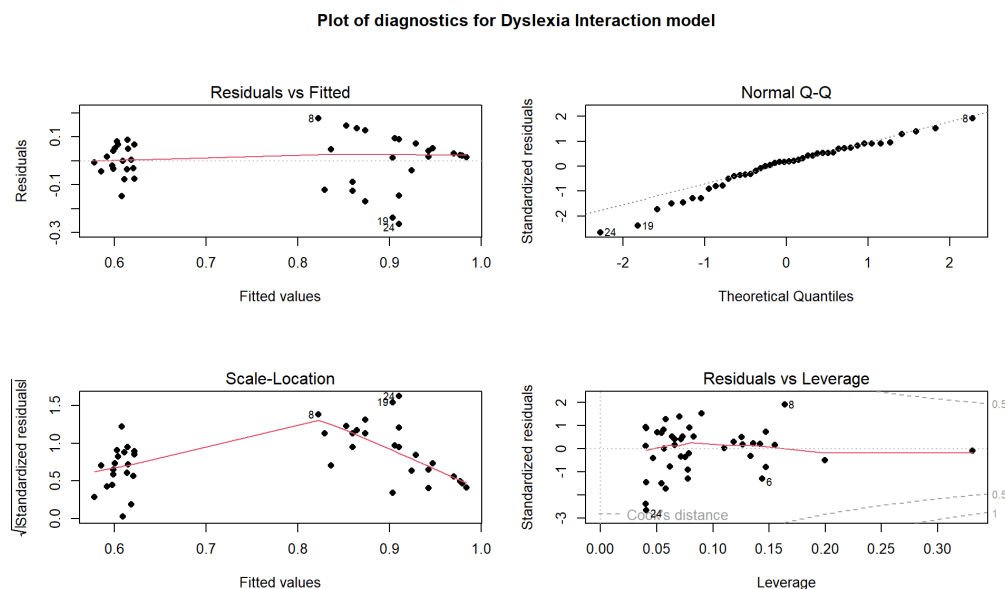 Plot of diagnostics for Dyslexia Interaction model
Residuals vs Fitted
Residuals
0.1
-0.1
-0.3
8
19
24
0.6 0.7 0.8 0.9 1.0
Fitted values
Normal Q-Q
Standardized residuals
2
1
0
-1
-2
8
19
24
-2 -1 0 1 2
Theoretical Quantiles
Scale-Location
√|Standardized residuals|
1.5
1.0
0.5
0.0
24
19
8
0.6 0.7 0.8 0.9 1.0
Fitted values
Residuals vs Leverage
Standardized residuals
2
1
0
-1
-3
8
6
24
Cook's distance
0.5
0.5
1
0.00 0.05 0.10 0.15 0.20 0.25 0.30
Leverage